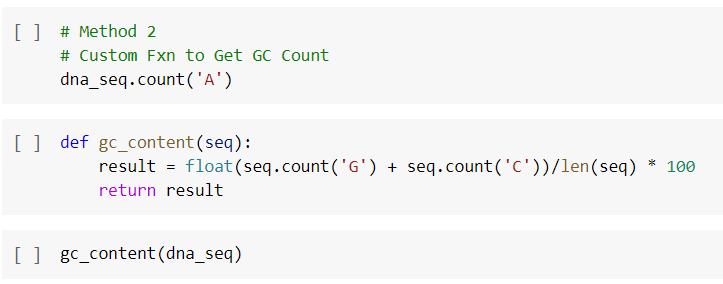 [ ] # Method 2
# Custom Fxn to Get GC Count
dna_seq.count('A')
[ ] def gc_content(seq):
    result = float(seq.count('G') + seq.count('C'))/len(seq) * 100
    return result
[ ] gc_content(dna_seq)